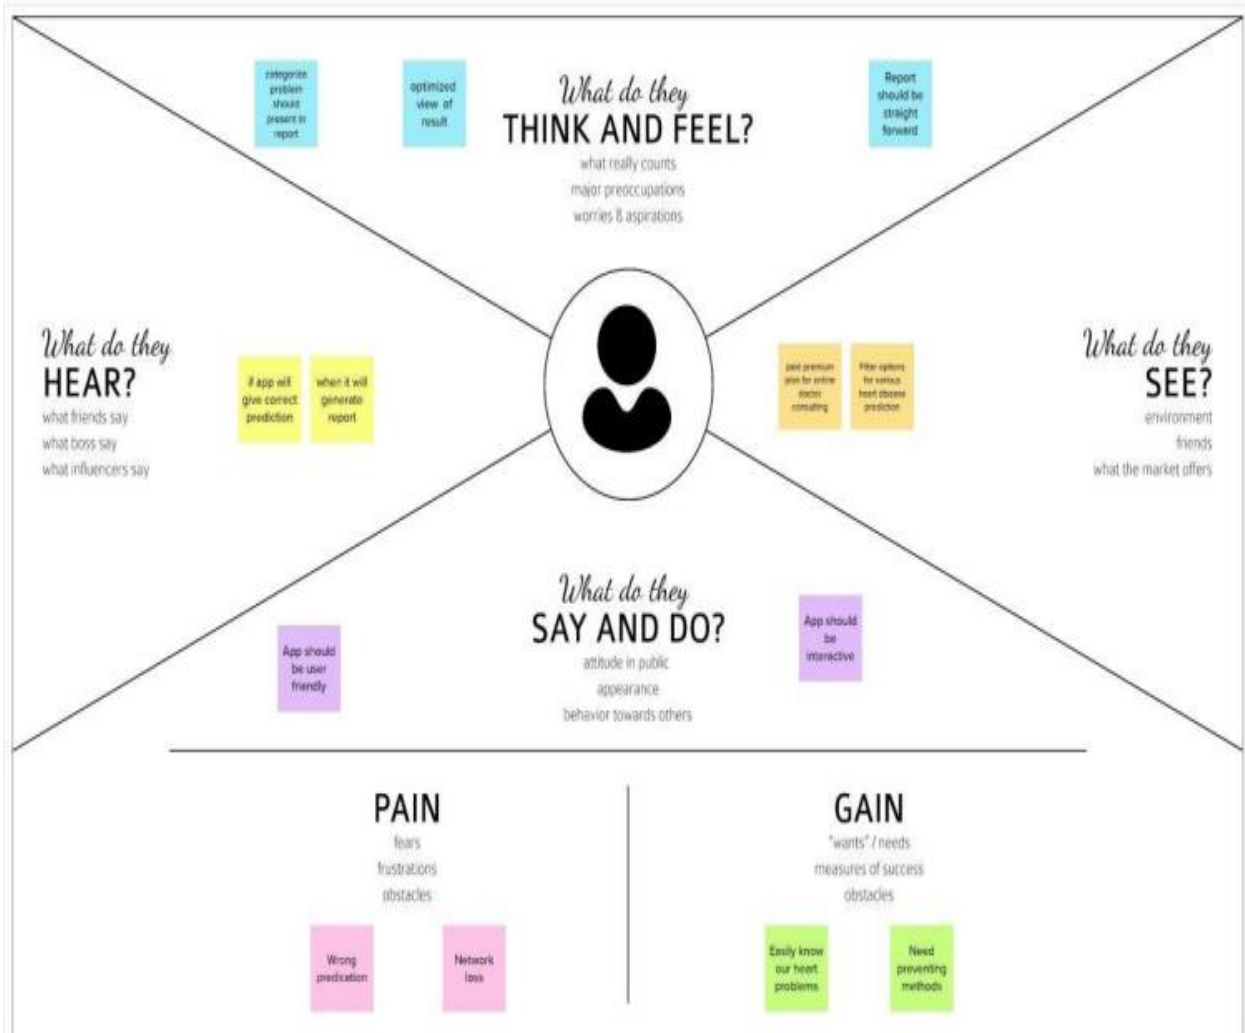 categorize
problem
should
present in
report
optimized
view of
result
What do they
THINK AND FEEL?
what really counts
major preoccupations
worries & aspirations
Report
should be
straight
forward
What do they
HEAR?
what friends say
what boss say
what influencers say
if app will
give correct
prediction
when it will
generate
report
paid premium
plan for online
doctor
consulting
Filter options
for various
heart disease
prediction
What do they
SEE?
environment
friends
what the market offers
What do they
SAY AND DO?
attitude in public
appearance
behavior towards others
App should
be user
friendly
App should
be
interactive
PAIN
fears
frustrations
obstacles
Wrong
predication
Network
loss
GAIN
"wants" / needs
measures of success
obstacles
Easily know
our heart
problems
Need
preventing
methods